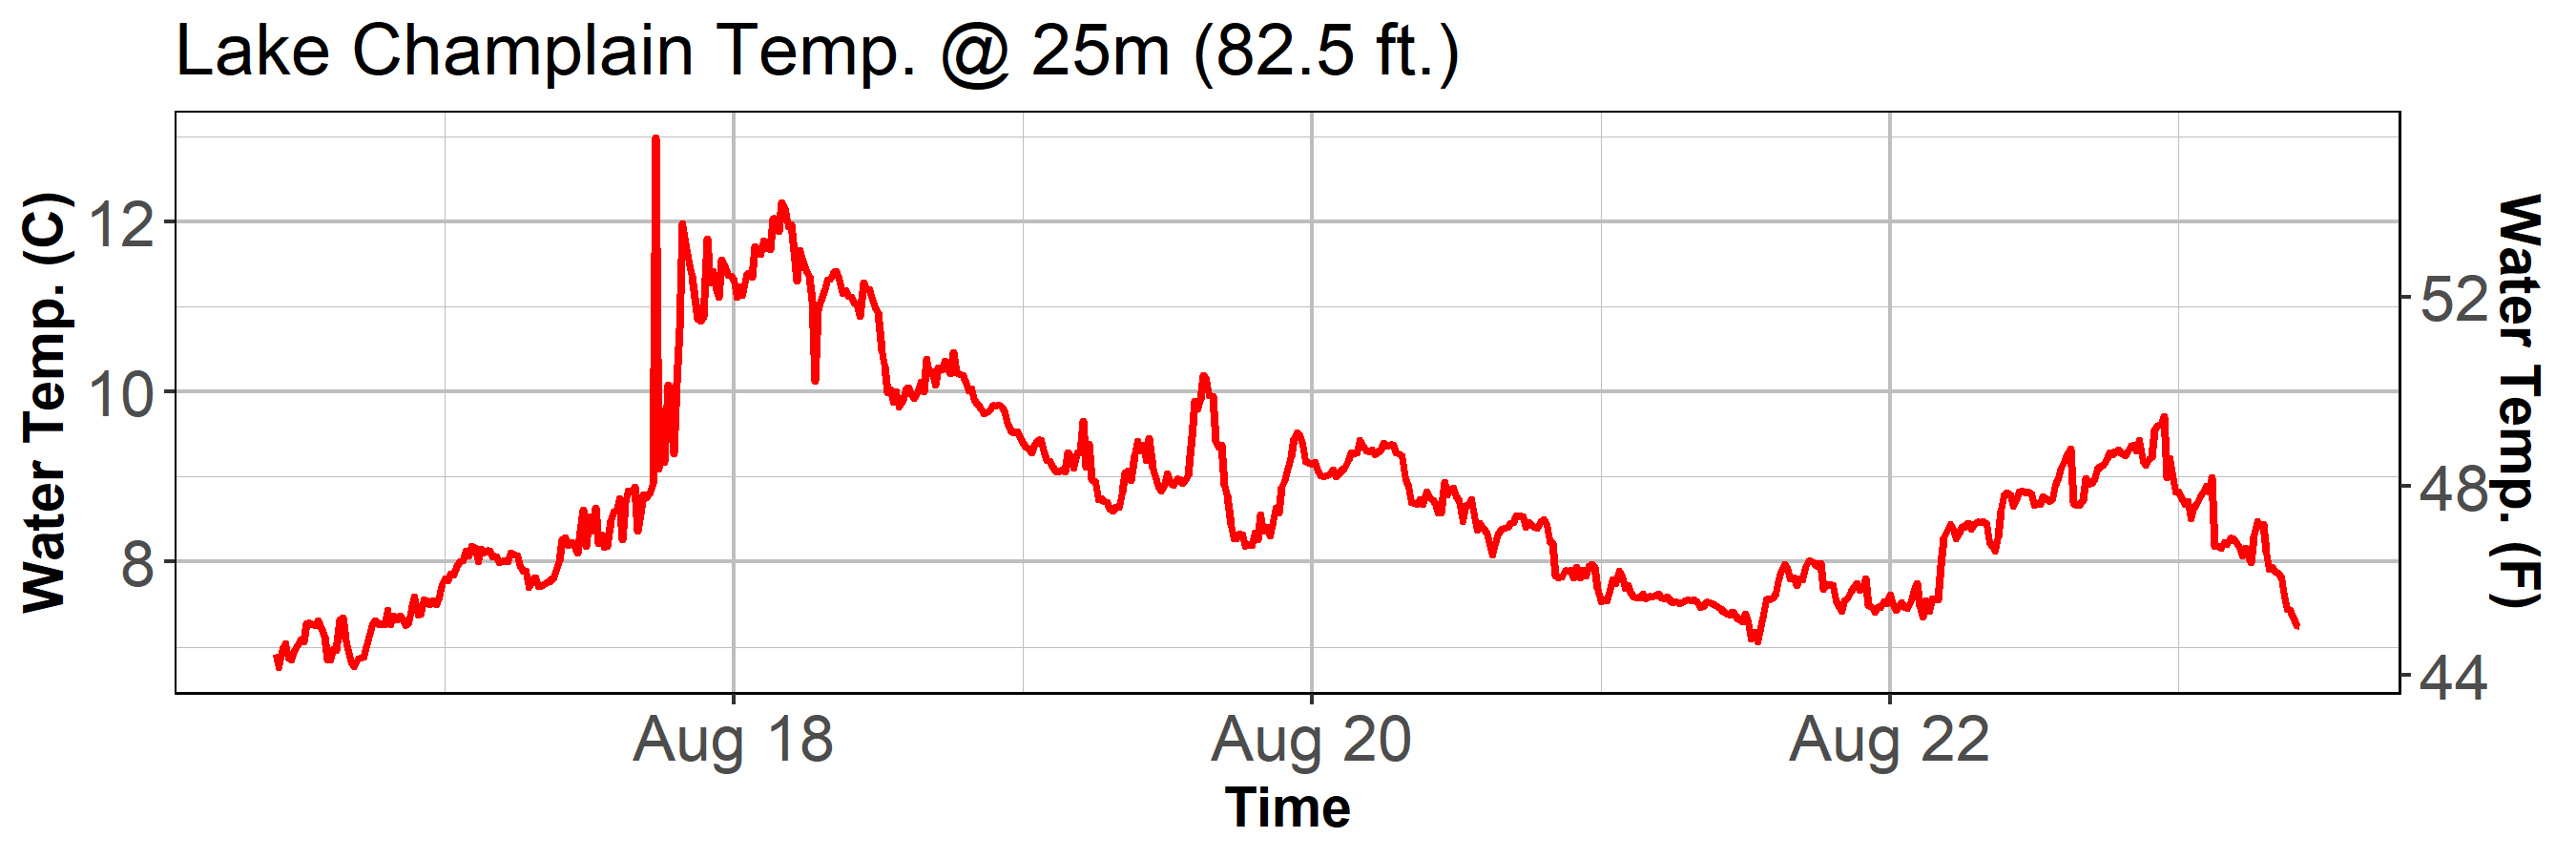 Lake Champlain Temp. @ 25m (82.5 ft.)
Water Temp. (C)
12
10
8
52
48
44
Water Temp. (F)
Aug 18 Aug 20 Aug 22
Time